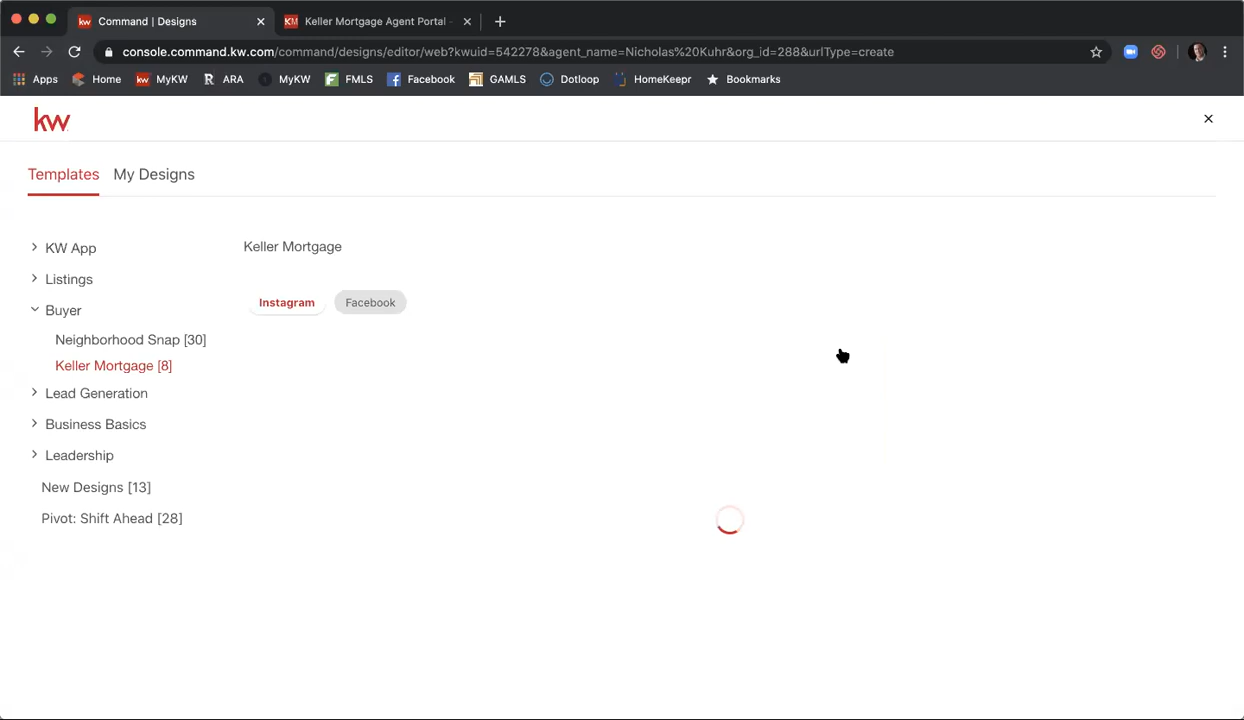 Command | Designs
Keller Mortgage Agent Portal -
console.command.kw.com/command/designs/editor/web?kwuid=542278&agent_name=Nicholas%20Kuhr&org_id=288&urlType=create
Apps
Home
kw MyKW
R ARA
MyKW
FMLS
Facebook
GAMLS
Dotloop
HomeKeepr
Bookmarks
kw
Templates
My Designs
KW App
Listings
Buyer
Neighborhood Snap [30]
Keller Mortgage [8]
Lead Generation
Business Basics
Leadership
New Designs [13]
Pivot: Shift Ahead [28]
Keller Mortgage
Instagram
Facebook